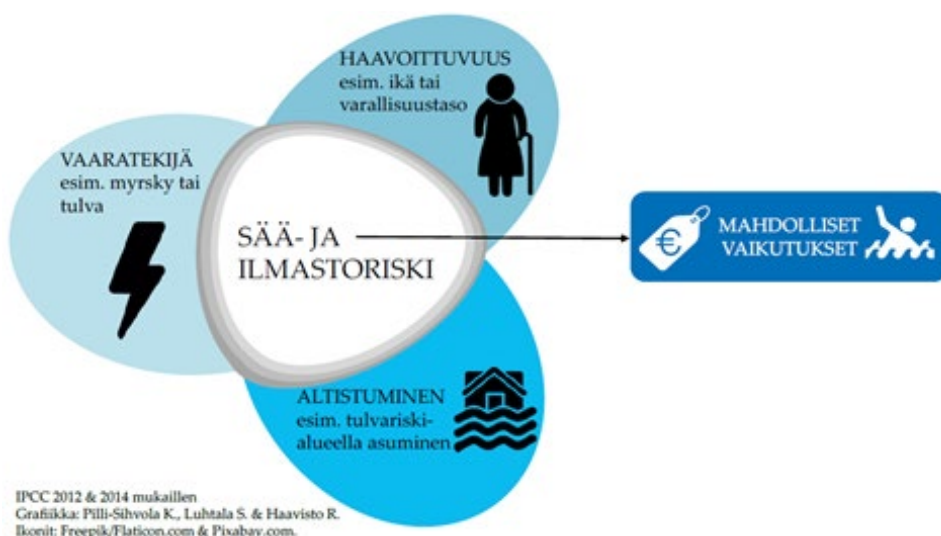 HAAVOITTUVUUS
esim. ikä tai
varallisuustaso
VAARATEKIJÄ
esim. myrsky tai
tulva
SÄÄ- JA
ILMASTORISKI
€
MAHDOLLISET
VAIKUTUKSET
ALTISTUMINEN
esim. tulvariski-
alueella asuminen
IPCC 2012 & 2014 mukaillen
Grafiikka: Pilli-Sihvola K., Luhtala S. & Haavisto R.
Ikonit: Freepik/Flaticon.com & Pixabay.com.